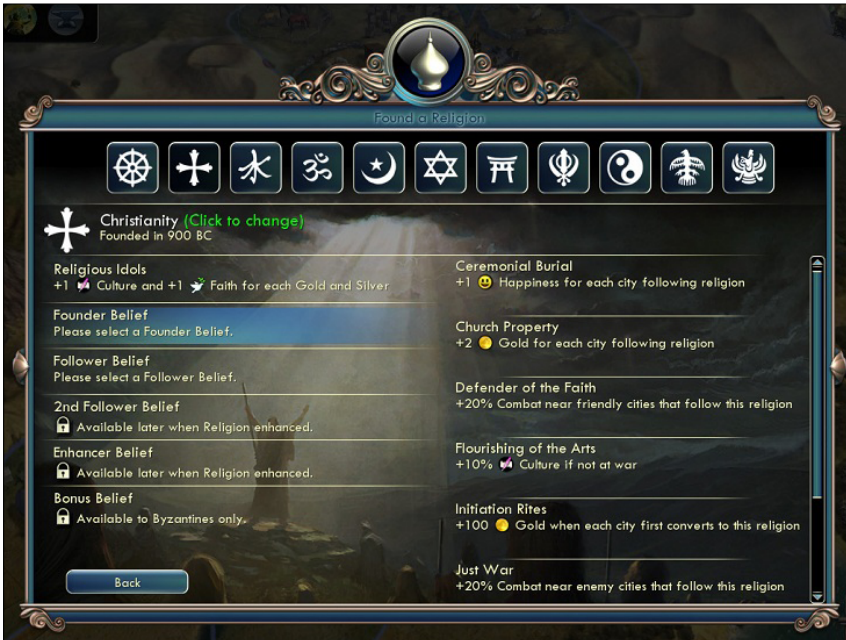 Found a Religion
Christianity (Click to change)
Founded in 900 BC
Religious Idols
+1 Culture and +1 Faith for each Gold and Silver
Founder Belief
Please select a Founder Belief.
Follower Belief
Please select a Follower Belief.
2nd Follower Belief
Available later when Religion enhanced.
Enhancer Belief
Available later when Religion enhanced.
Bonus Belief
Available to Byzantines only.
Back
Ceremonial Burial
+1 Happiness for each city following religion
Church Property
+2 Gold for each city following religion
Defender of the Faith
+20% Combat near friendly cities that follow this religion
Flourishing of the Arts
+10% Culture if not at war
Initiation Rites
+100 Gold when each city first converts to this religion
Just War
+20% Combat near enemy cities that follow this religion